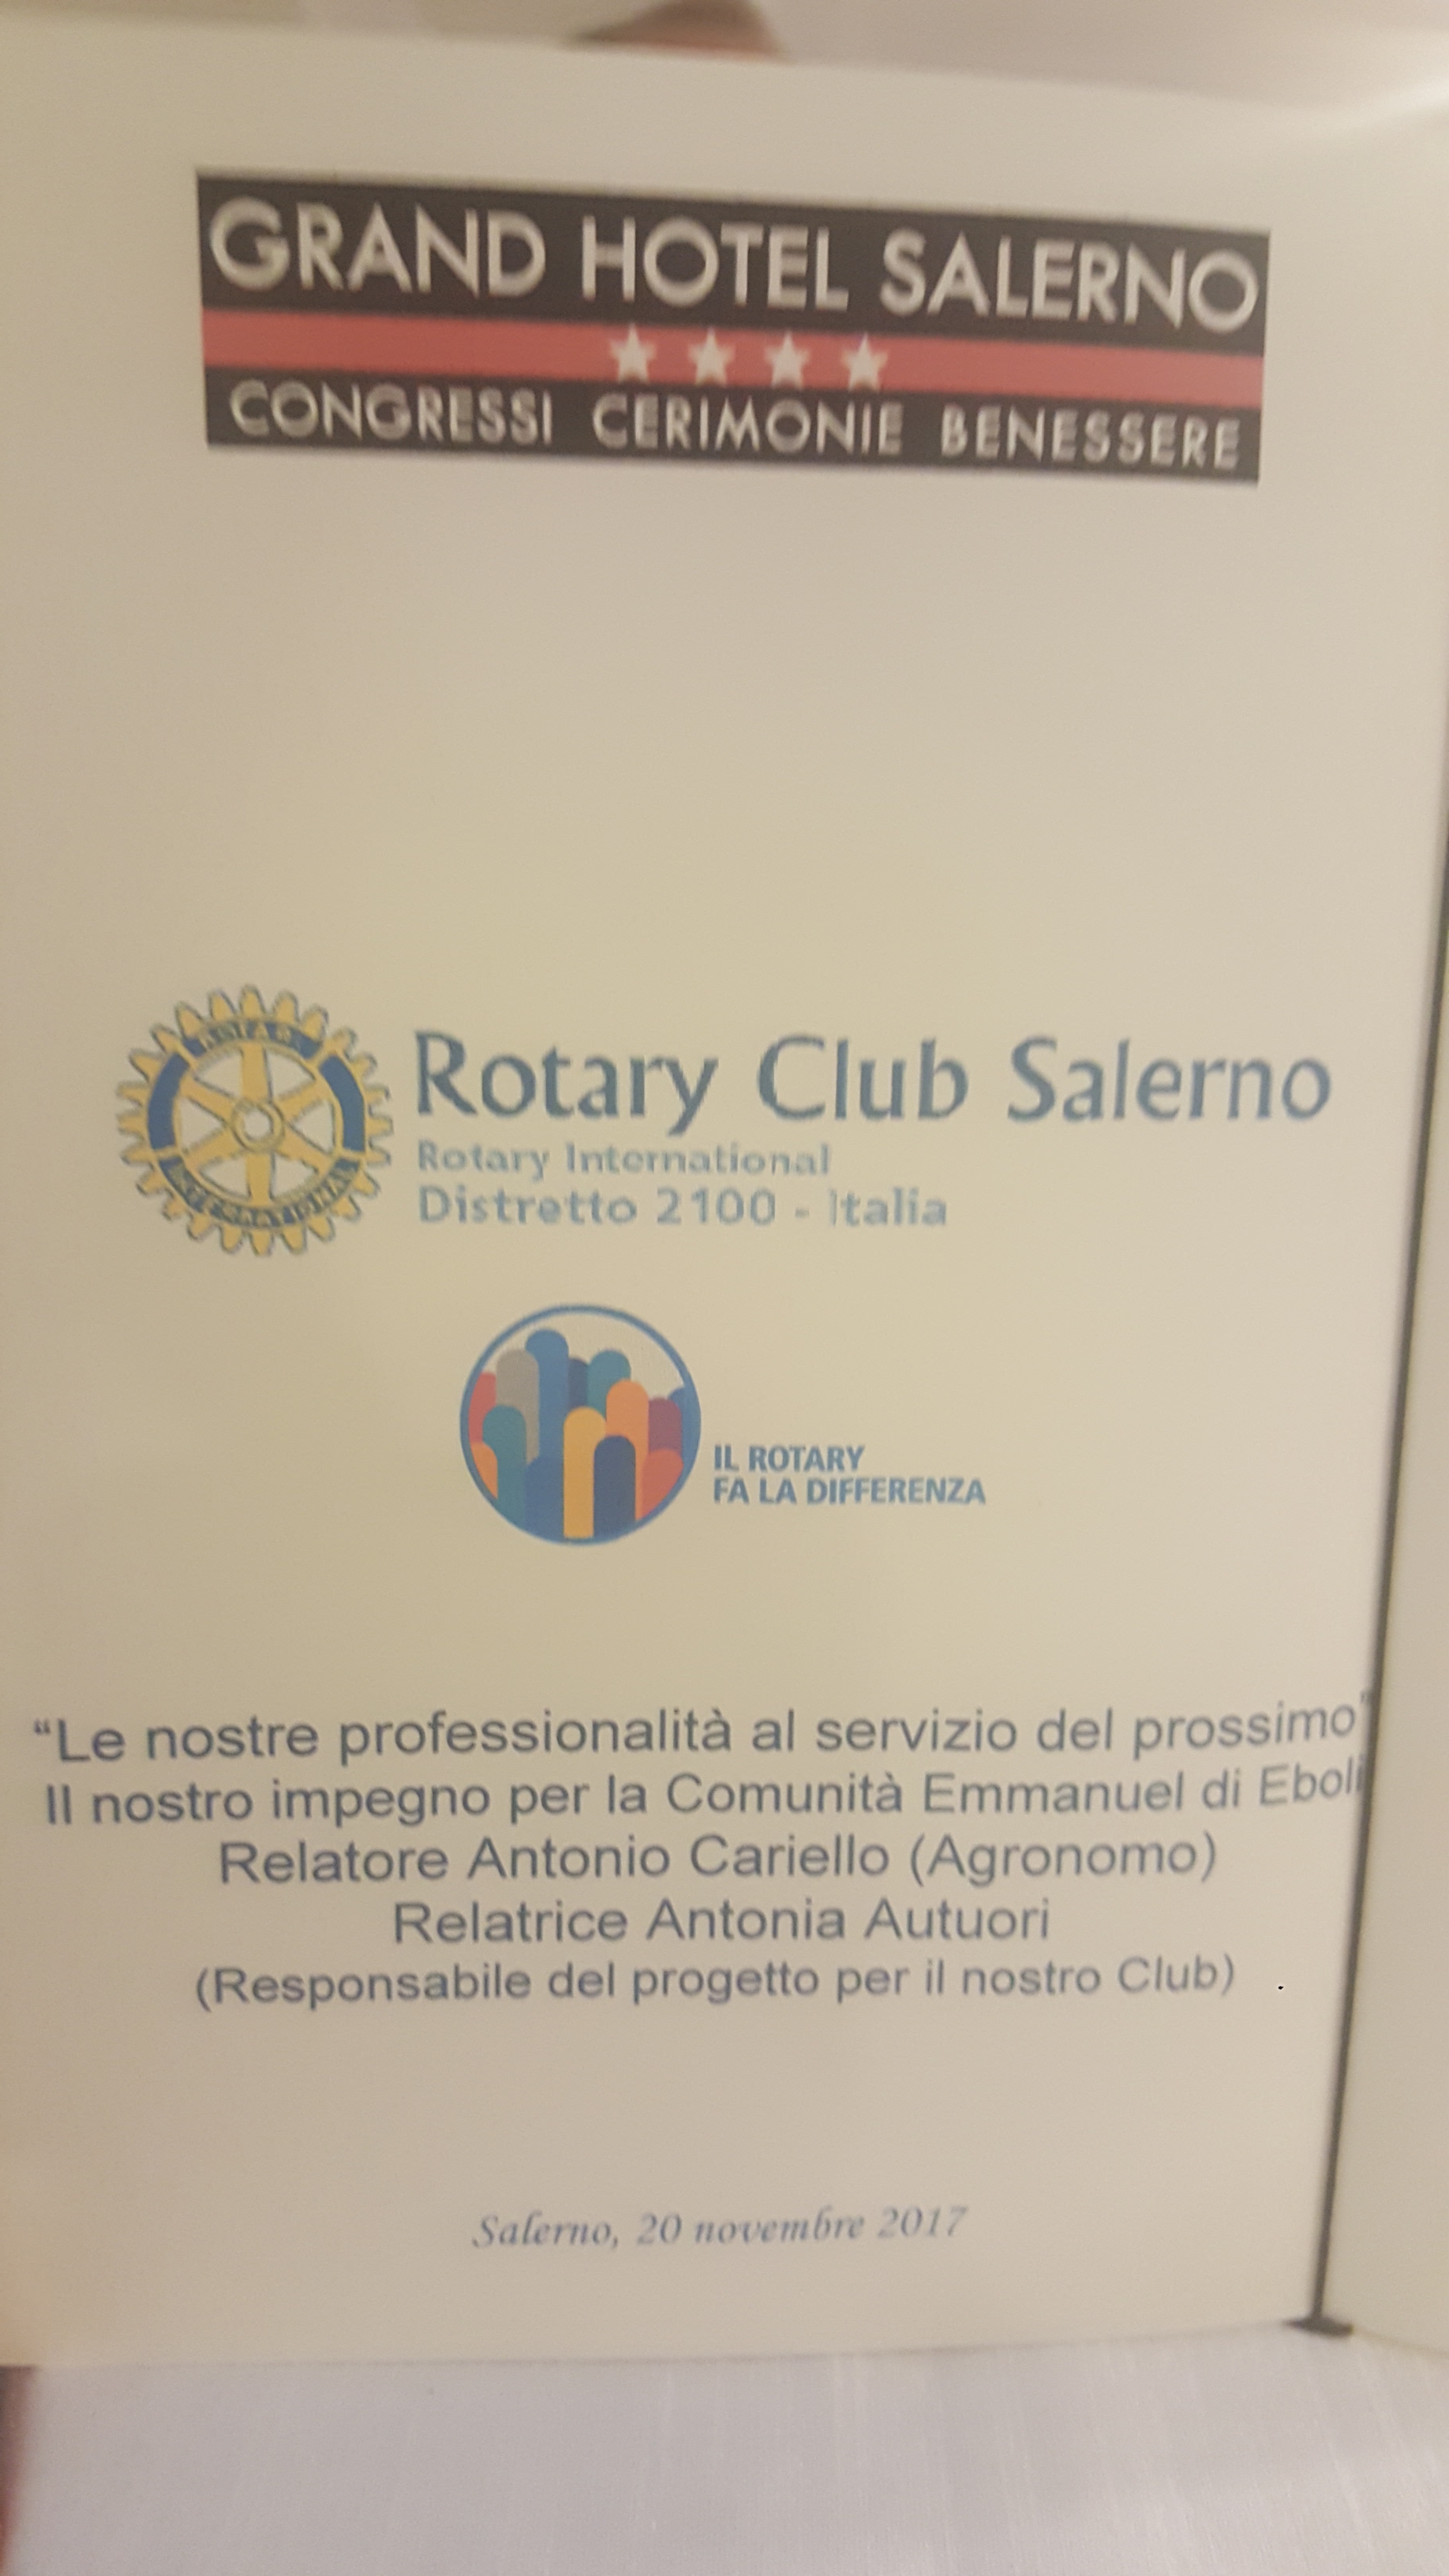 GRAND HOTEL SALERNO
CONGRESSI CERIMONIE BENESSERE
Rotary Club Salerno
Rotary International
Distretto 2100 - Italia
ROTARY
INTERNATIONAL
IL ROTARY
FA LA DIFFERENZA
“Le nostre professionalità al servizio del prossimo”
Il nostro impegno per la Comunità Emmanuel di Eboli
Relatore Antonio Cariello (Agronomo)
Relatrice Antonia Autuori
(Responsabile del progetto per il nostro Club) .
Salerno, 20 novembre 2017